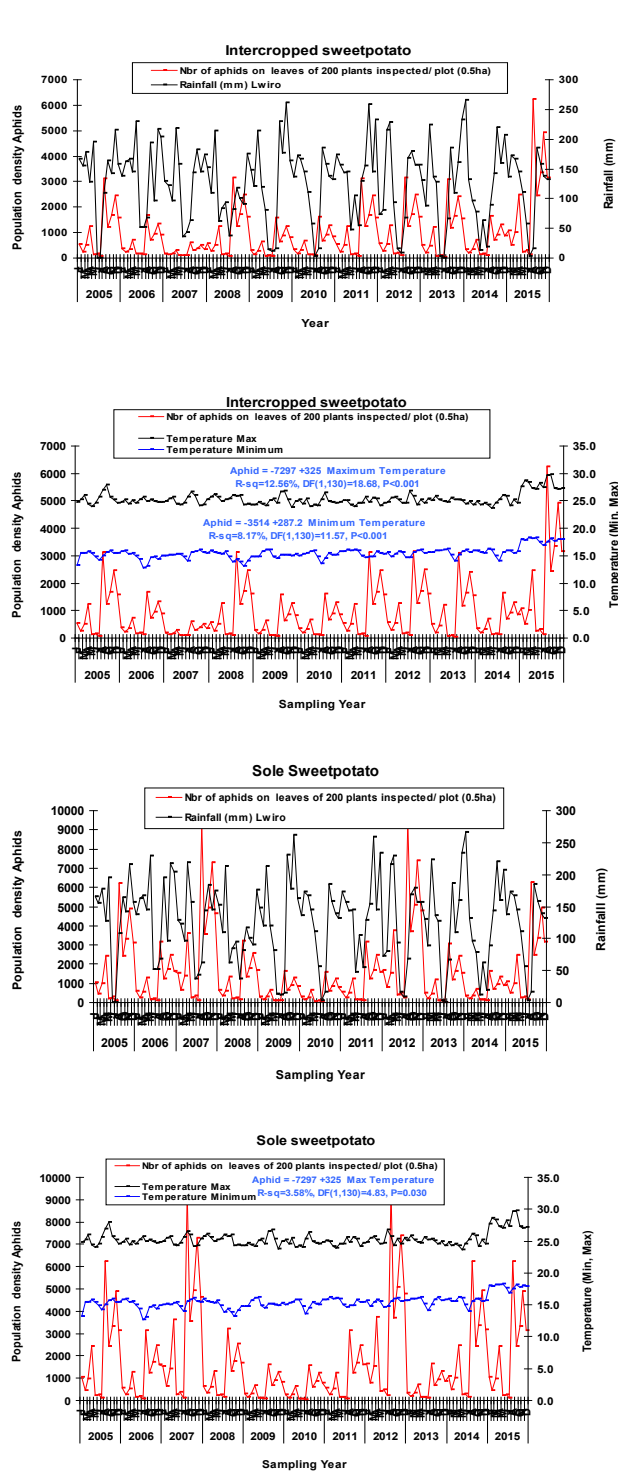 Intercropped sweetpotato
Nbr of aphids on leaves of 200 plants inspected/ plot (0.5ha)
Rainfall (mm) Lwiro
7000
6000
5000
4000
3000
2000
1000
0
300
250
200
150
100
50
0
Population density Aphids
Rainfall (mm)
2005 2006 2007 2008 2009 2010 2011 2012 2013 2014 2015
Year
Intercropped sweetpotato
Nbr of aphids on leaves of 200 plants inspected/ plot (0.5ha)
Temperature Max
Temperature Minimum
7000
6000
5000
4000
3000
2000
1000
0
35.0
30.0
25.0
20.0
15.0
10.0
5.0
0.0
Aphid = -7297 +325 Maximum Temperature
R-sq=12.56%, DF(1,130)=18.68, P<0.001
Aphid = -3514 +287.2 Minimum Temperature
R-sq=8.17%, DF(1,130)=11.57, P<0.001
Population density Aphids
Temperature (Min, Max)
2005 2006 2007 2008 2009 2010 2011 2012 2013 2014 2015
Sampling Year
Sole Sweetpotato
Nbr of aphids on leaves of 200 plants inspected/ plot (0.5ha)
Rainfall (mm) Lwiro
10000
9000
8000
7000
6000
5000
4000
3000
2000
1000
0
300
250
200
150
100
50
0
Population density Aphids
Rainfall (mm)
2005 2006 2007 2008 2009 2010 2011 2012 2013 2014 2015
Sampling Year
Sole sweetpotato
Nbr of aphids on leaves of 200 plants inspected/ plot (0.5ha)
Temperature Max
Temperature Minimum
Aphid = -7297 +325 Max Temperature
R-sq=3.58%, DF(1,130)=4.83, P=0.030
10000
9000
8000
7000
6000
5000
4000
3000
2000
1000
0
35.0
30.0
25.0
20.0
15.0
10.0
5.0
0.0
Population density Aphids
Temperature (Min, Max)
2005 2006 2007 2008 2009 2010 2011 2012 2013 2014 2015
Sampling Year